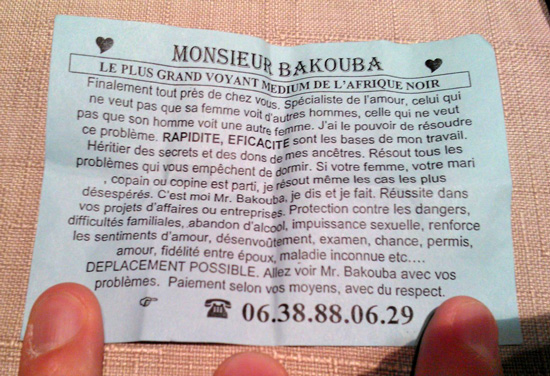 MONSIEUR BAKOUBA
LE PLUS GRAND VOYANT MEDIUM DE L'AFRIQUE NOIR
Finalement tout près de chez vous. Spécialiste de l'amour, celui qui
ne veut pas que sa femme voit d'autres hommes, celle qui ne veut
pas que son homme voit une autre femme. J'ai le pouvoir de résoudre
ce problème. RAPIDITE, EFICACITE sont les bases de mon travail.
Héritier des secrets et des dons de mes ancêtres. Résout tous les
problèmes qui vous empêchent de dormir. Si votre femme, votre mari
, copain ou copine est parti, je résout même les cas les plus
désespérés. C'est moi Mr. Bakouba, je dis et je fait. Réussite dans
vos projets d'affaires ou entreprises. Protection contre les dangers,
difficultés familiales, abandon d'alcool, impuissance sexuelle, renforce
les sentiments d'amour, désenvoûtement, examen, chance, permis,
amour, fidélité entre époux, maladie inconnue etc....
DEPLACEMENT POSSIBLE. Allez voir Mr. Bakouba avec vos
problèmes. Paiement selon vos moyens, avec du respect.
06.38.88.06.29